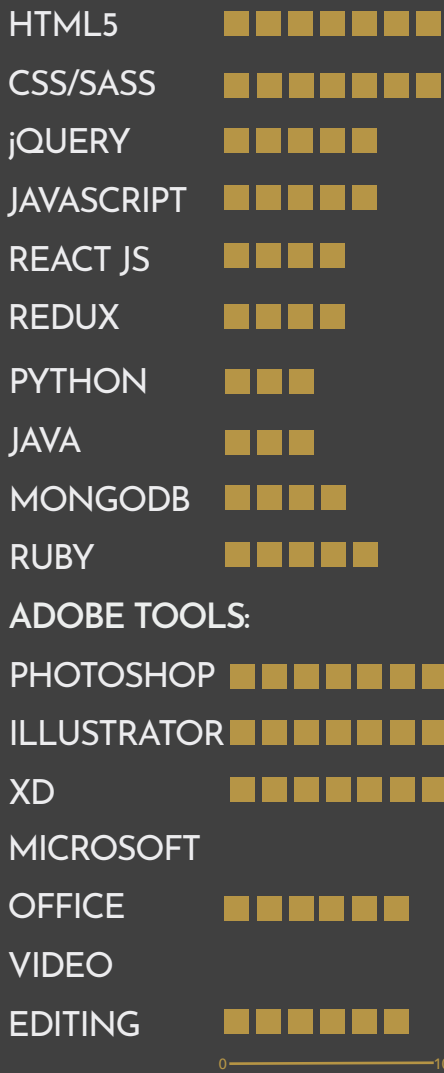 HTML5
CSS/SASS
jQUERY
JAVASCRIPT
REACT JS
REDUX
PYTHON
JAVA
MONGODB
RUBY
ADOBE TOOLS:
PHOTOSHOP
ILLUSTRATOR
XD
MICROSOFT
OFFICE
VIDEO
EDITING
0 10